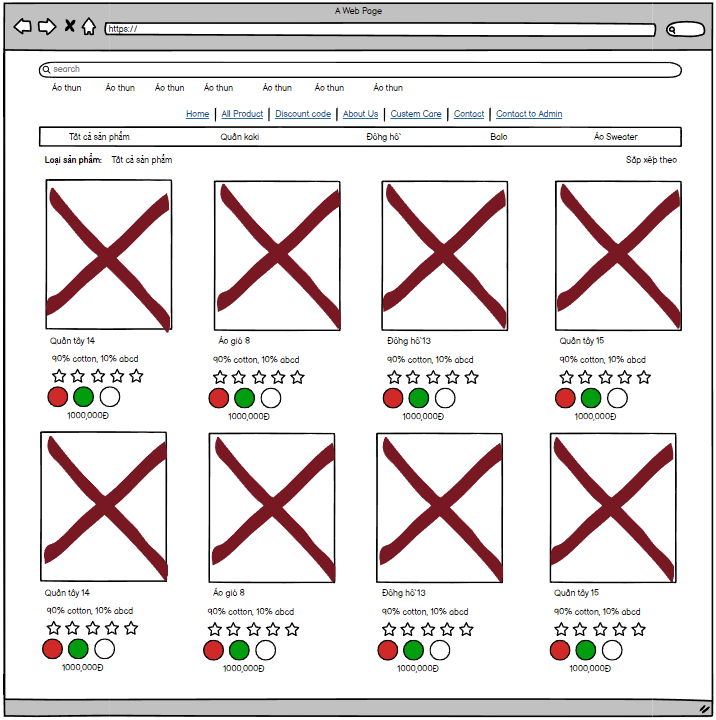 A Web Page
https://
search
Áo thun Áo thun Áo thun Áo thun Áo thun Áo thun Áo thun
Home All Product Discount code About Us Custem Care Contact Contact to Admin
Tất cả sản phẩm Quần kaki Đồng hồ Balo Áo Sweater
Loại sản phẩm: Tất cả sản phẩm Sắp xếp theo
Quần tây 14 Áo gió 8 Đồng hồ 13 Quần tây 15
90% cotton, 10% abcd 90% cotton, 10% abcd 90% cotton, 10% abcd 90% cotton, 10% abcd
1000,000Đ 1000,000Đ 1000,000Đ 1000,000Đ
Quần tây 14 Áo gió 8 Đồng hồ 13 Quần tây 15
90% cotton, 10% abcd 90% cotton, 10% abcd 90% cotton, 10% abcd 90% cotton, 10% abcd
1000,000Đ 1000,000Đ 1000,000Đ 1000,000Đ